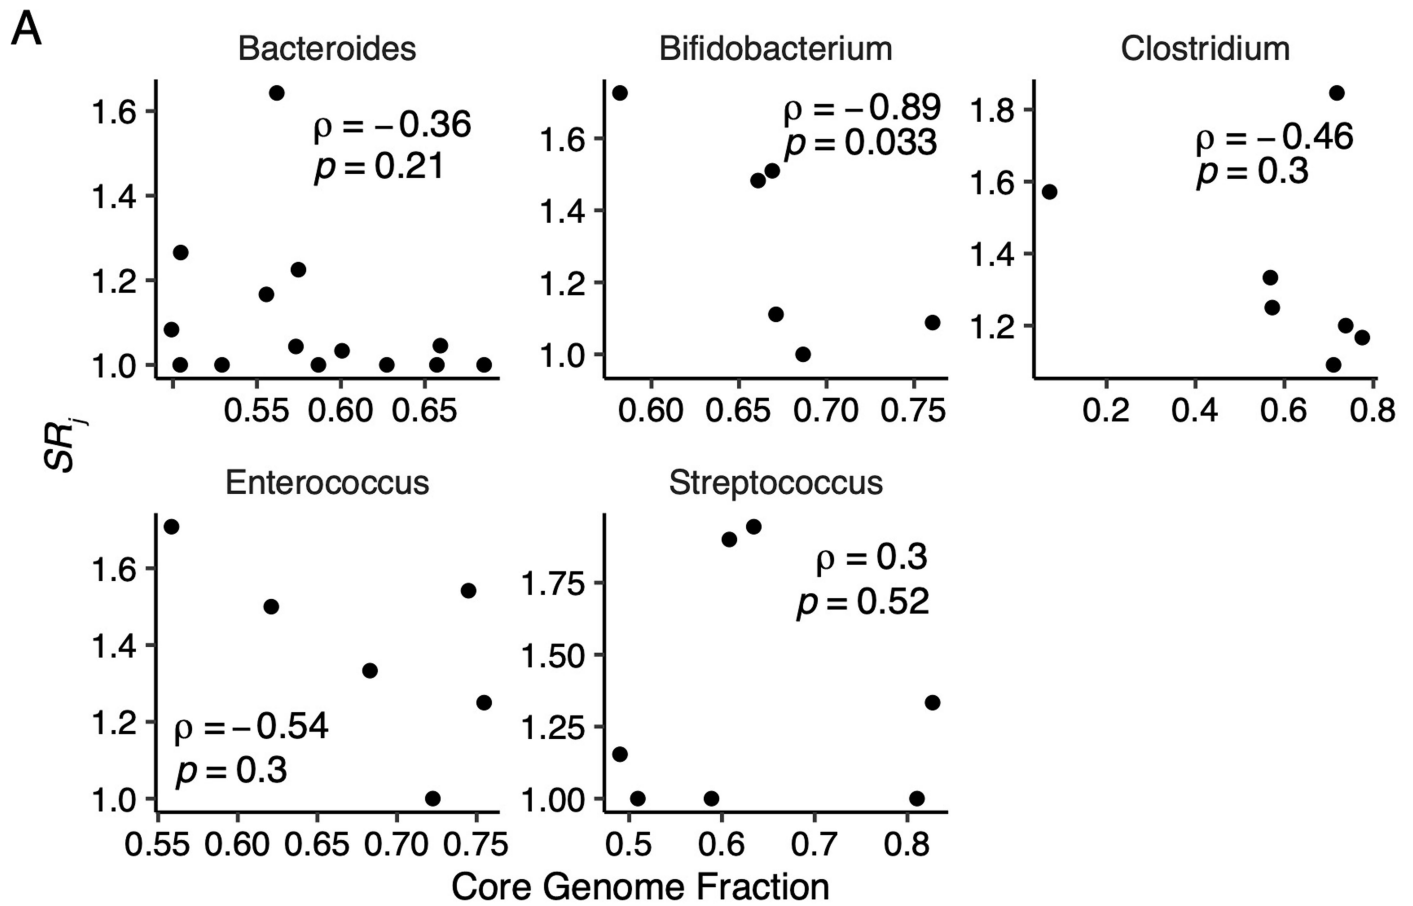 A
Bacteroides
1.6
1.4
1.2
1.0
ρ = −0.36
p = 0.21
0.55 0.60 0.65
Bifidobacterium
1.6
1.4
1.2
1.0
ρ = −0.89
p = 0.033
0.60 0.65 0.70 0.75
Clostridium
1.8
1.6
1.4
1.2
ρ = −0.46
p = 0.3
0.2 0.4 0.6 0.8
SRj
Enterococcus
1.6
1.4
1.2
1.0
ρ = −0.54
p = 0.3
0.55 0.60 0.65 0.70 0.75
Streptococcus
1.75
1.50
1.25
1.00
ρ = 0.3
p = 0.52
0.5 0.6 0.7 0.8
Core Genome Fraction